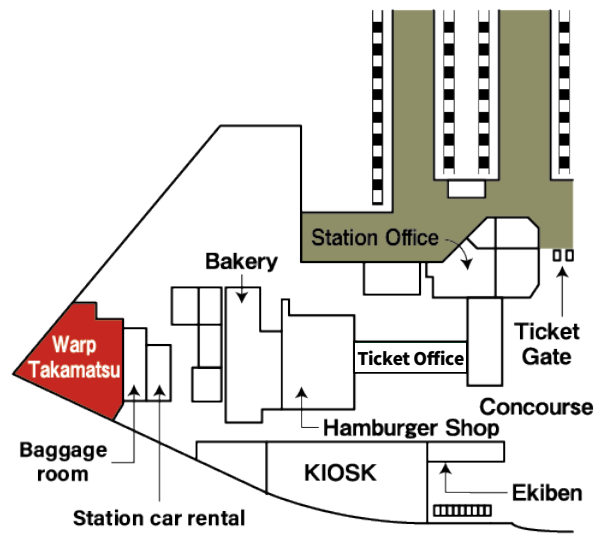 Station Office
Bakery
Ticket
Gate
Warp
Takamatsu
Ticket Office
Concourse
Hamburger Shop
Baggage
room
KIOSK
Ekiben
Station car rental